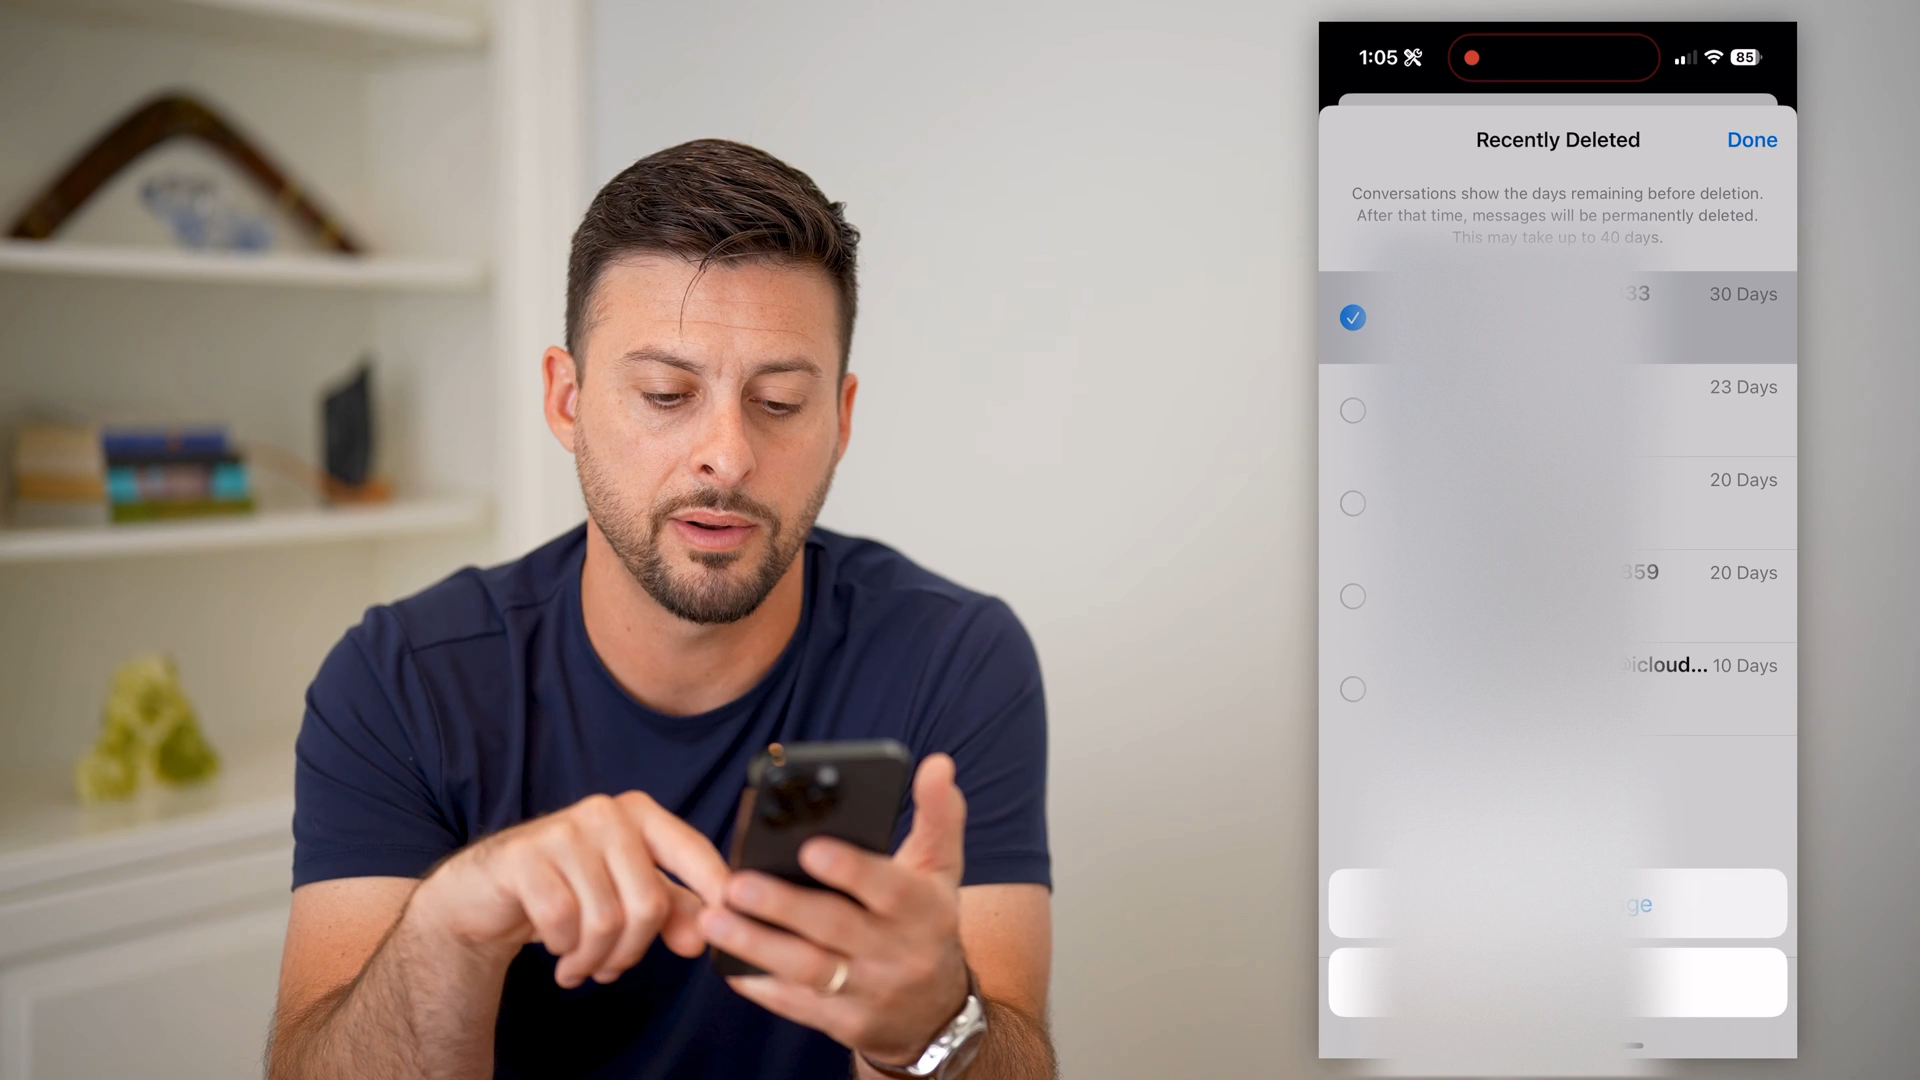 1:05
85
Recently Deleted
Done
Conversations show the days remaining before deletion.
After that time, messages will be permanently deleted.
This may take up to 40 days.
33 30 Days
23 Days
20 Days
859 20 Days
@icloud... 10 Days
ge